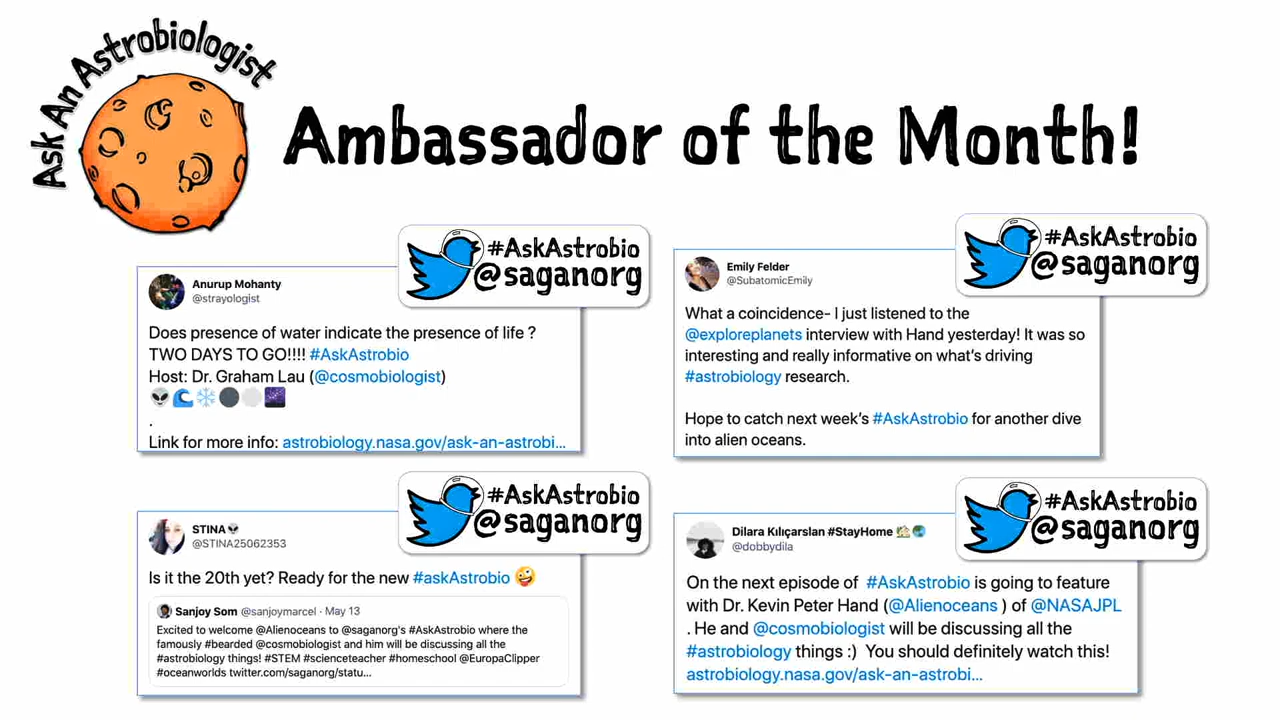 Ask An Astrobiologist
Ambassador of the Month!
#AskAstrobio
@saganorg
Anurup Mohanty
@strayologist
Does presence of water indicate the presence of life ?
TWO DAYS TO GO!!!! #AskAstrobio
Host: Dr. Graham Lau (@cosmobiologist)
👽🌊❄️🌑🌕🌌
.
Link for more info: astrobiology.nasa.gov/ask-an-astrobi...
#AskAstrobio
@saganorg
Emily Felder
@SubatomicEmily
What a coincidence- I just listened to the
@exploreplanets interview with Hand yesterday! It was so
interesting and really informative on what's driving
#astrobiology research.
Hope to catch next week's #AskAstrobio for another dive
into alien oceans.
#AskAstrobio
@saganorg
STINA👽
@STINA25062353
Is it the 20th yet? Ready for the new #askAstrobio 🤪
Sanjoy Som @sanjoymarcel · May 13
Excited to welcome @Alienoceans to @saganorg's #AskAstrobio where the
famously #bearded @cosmobiologist and him will be discussing all the
#astrobiology things! #STEM #scienceteacher #homeschool @EuropaClipper
#oceanworlds twitter.com/saganorg/statu...
#AskAstrobio
@saganorg
Dilara Kılıçarslan #StayHome 🏡🌏
@dobbydila
On the next episode of #AskAstrobio is going to feature
with Dr. Kevin Peter Hand (@Alienoceans ) of @NASAJPL
. He and @cosmobiologist will be discussing all the
#astrobiology things :) You should definitely watch this!
astrobiology.nasa.gov/ask-an-astrobi...